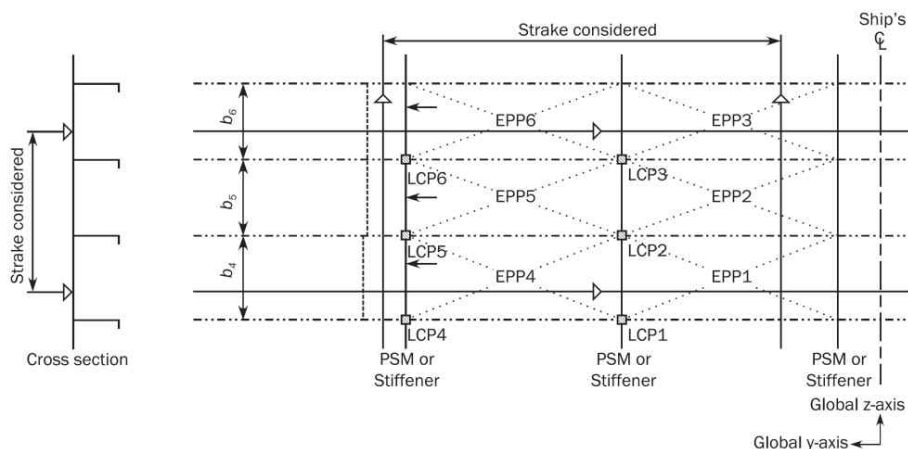 Ship's
℄
Strake considered
b6
EPP6
EPP3
LCP6
LCP3
Strake considered
b5
EPP5
EPP2
LCP5
LCP2
b4
EPP4
EPP1
LCP4
LCP1
Cross section
PSM or
Stiffener
PSM or
Stiffener
PSM or
Stiffener
Global z-axis
Global y-axis